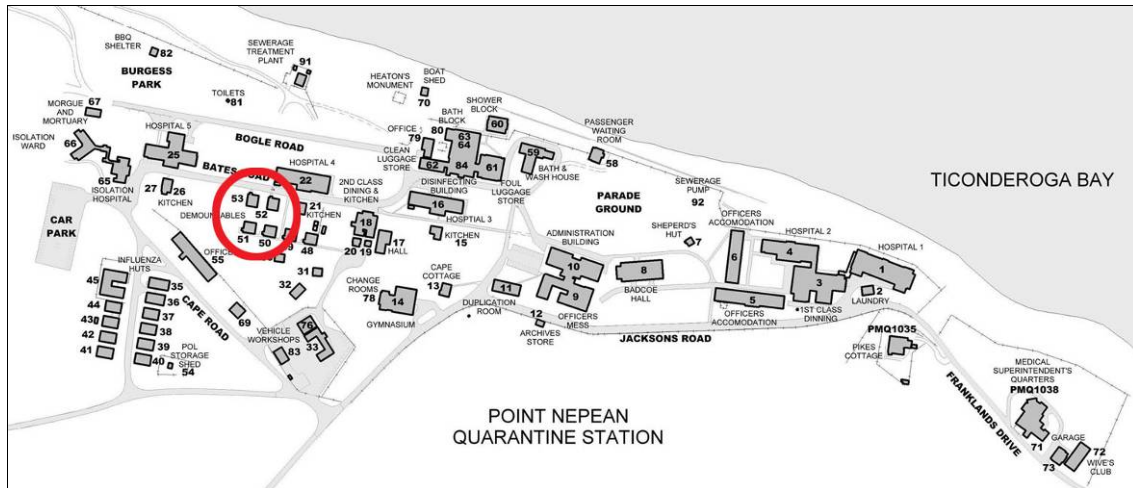 BBQ
SHELTER
82
BURGESS
PARK
SEWERAGE
TREATMENT
PLANT
91
TOILETS
81
HEATON'S
MONUMENT
BOAT
SHED
70
MORGUE
AND
MORTUARY
67
ISOLATION
WARD
66
65
ISOLATION
HOSPITAL
HOSPITAL 5
25
BOGLE ROAD
BATES ROAD
HOSPITAL 4
22
27
26
KITCHEN
53
52
DEMOUNTABLES
51
50
21
KITCHEN
48
31
32
CAR
PARK
OFFICE
79
CLEAN
LUGGAGE
STORE
BATH
BLOCK
80
63
64
62
84
61
SHOWER
BLOCK
60
DISINFECTING
BUILDING
FOUL
LUGGAGE
STORE
59
BATH &
WASH HOUSE
PASSENGER
WAITING
ROOM
58
2ND CLASS
DINING &
KITCHEN
18
20
19
17
HALL
16
HOSPTIAL 3
KITCHEN
15
PARADE
GROUND
SEWERAGE
PUMP
92
TICONDEROGA BAY
SHEPERD'S
HUT
7
OFFICERS
ACCOMODATION
6
HOSPITAL 2
4
HOSPITAL 1
1
2
LAUNDRY
3
1ST CLASS
DINNING
5
OFFICERS
ACCOMODATION
ADMINISTRATION
BUILDING
10
9
OFFICERS
MESS
8
BADCOE
HALL
CAPE
COTTAGE
13
11
DUPLICATION
ROOM
12
ARCHIVES
STORE
CHANGE
ROOMS
78
14
GYMNASIUM
55
INFLUENZA
HUTS
45
44
43
42
41
35
36
37
38
39
40
CAPE ROAD
POL
STORAGE
SHED
54
69
VEHICLE
WORKSHOPS
76
33
83
JACKSONS ROAD
PMQ1035
PIKES
COTTAGE
FRANKLANDS DRIVE
MEDICAL
SUPERINTENDENT'S
QUARTERS
PMQ1038
71
GARAGE
73
72
WIVE'S
CLUB
POINT NEPEAN
QUARANTINE STATION